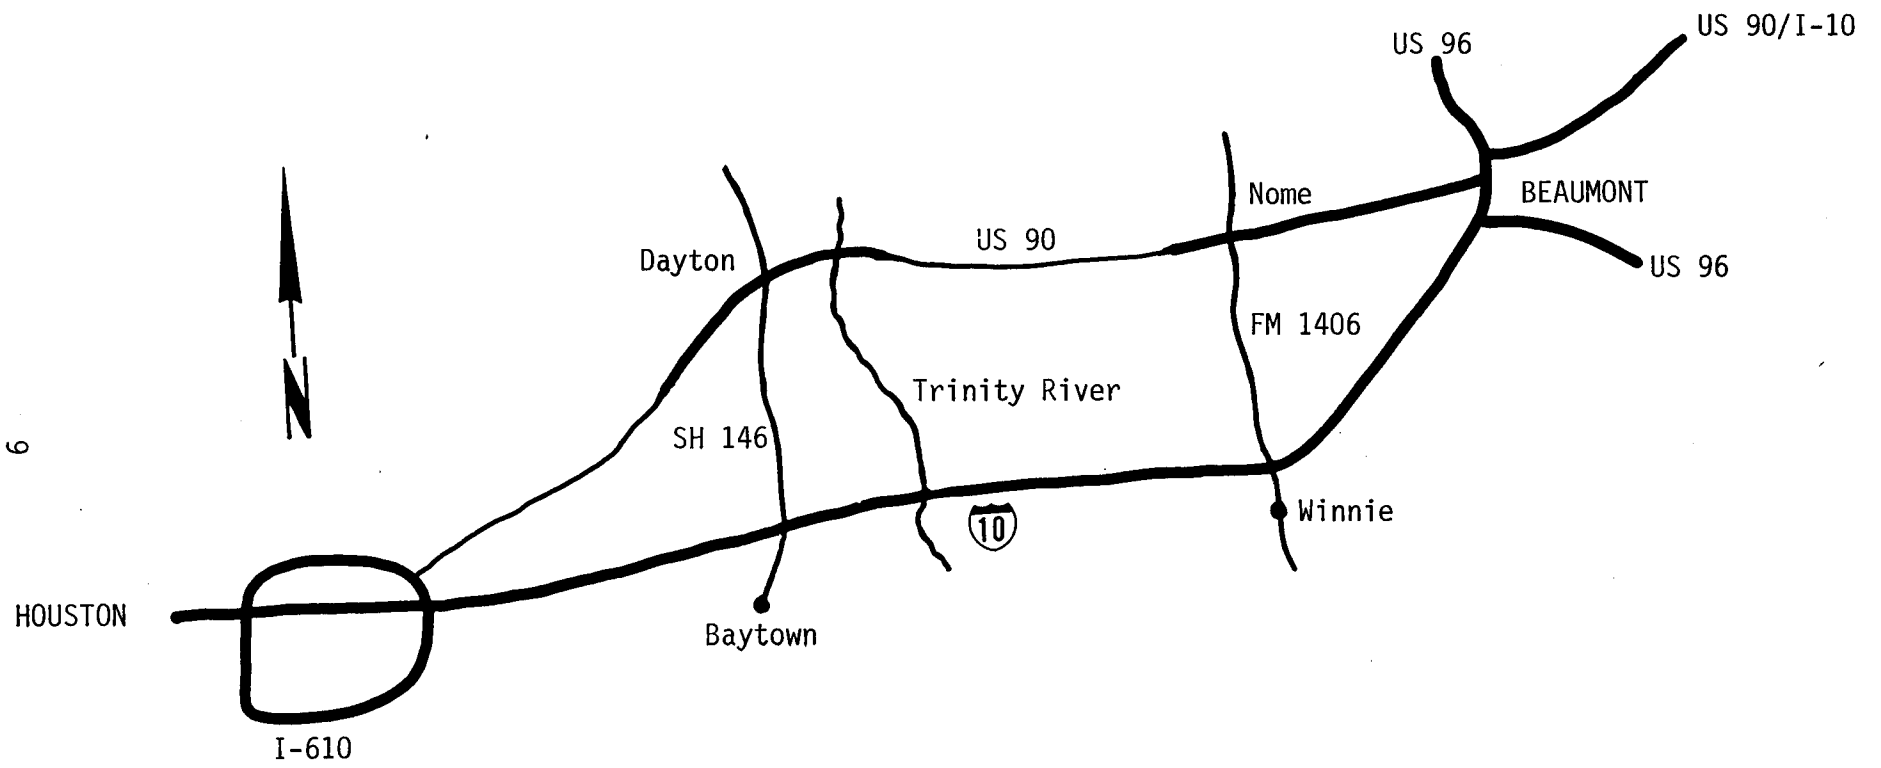 US 90/I-10
US 96
Nome
BEAUMONT
US 90
Dayton
US 96
FM 1406
Trinity River
SH 146
N
9
10
Winnie
HOUSTON
Baytown
I-610